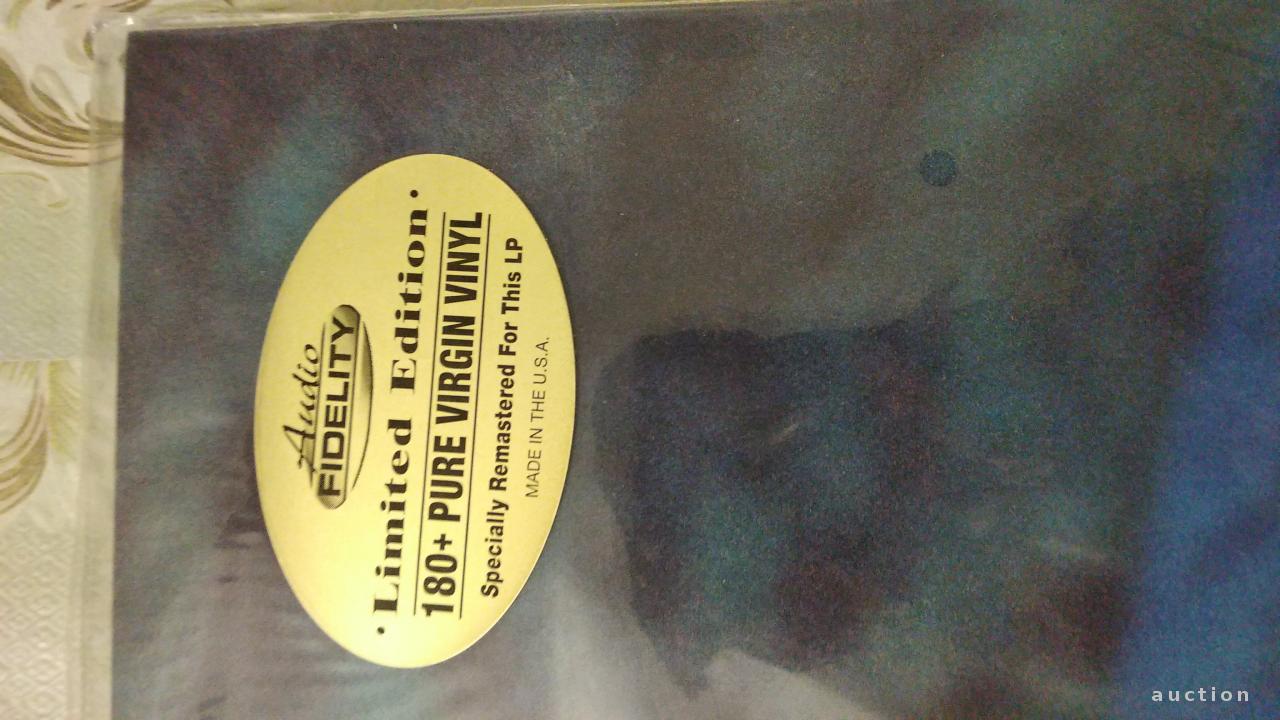 Audio
FIDELITY
• Limited Edition •
180+ PURE VIRGIN VINYL
Specially Remastered For This LP
MADE IN THE U.S.A.
auction